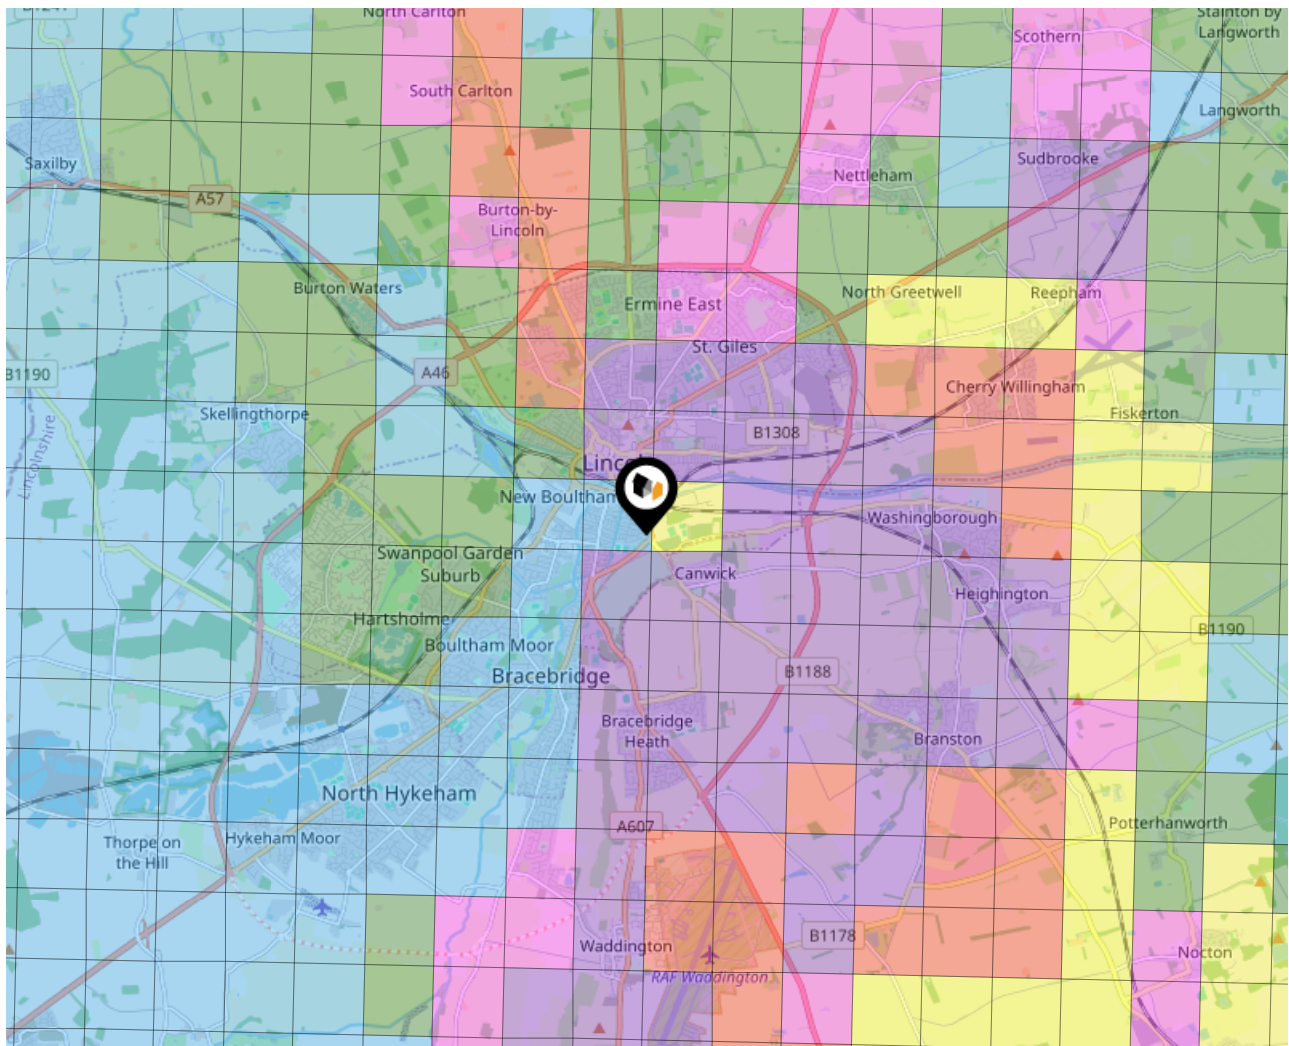 B1241
North Carlton
Stainton by
Langworth
Scothern
South Carlton
Langworth
Saxilby
Sudbrooke
Nettleham
A57
Burton-by-
Lincoln
Burton Waters
North Greetwell
Reepham
Ermine East
St. Giles
B1190
A46
Cherry Willingham
Skellingthorpe
Fiskerton
B1308
Lincolnshire
New Boultham
Washingborough
Swanpool Garden
Suburb
Canwick
Heighington
Hartsholme
B1190
Boultham Moor
Bracebridge
B1188
Bracebridge
Heath
Branston
North Hykeham
Potterhanworth
A607
Thorpe on
the Hill
Hykeham Moor
B1178
Waddington
Nocton
RAF Waddington